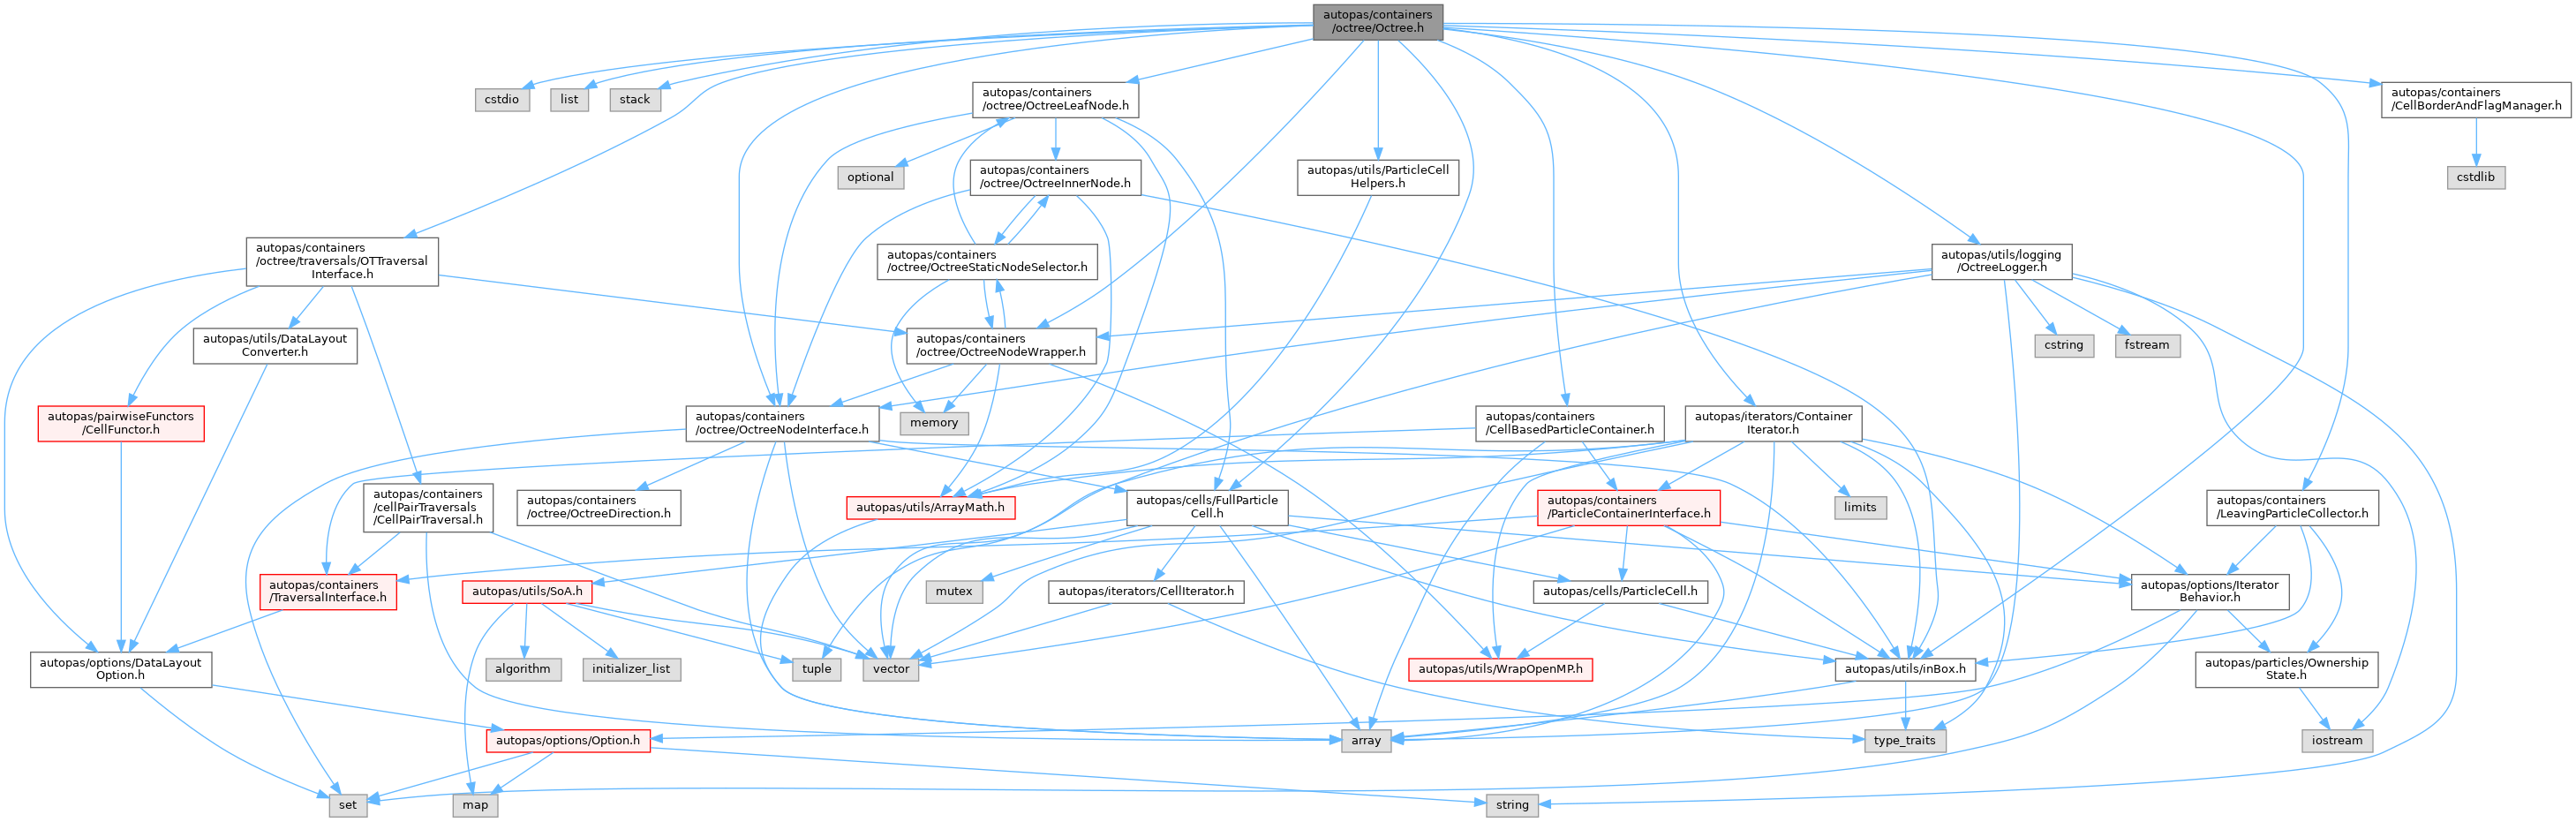 autopas/containers
/octree/Octree.h
cstdio
list
stack
autopas/containers
/octree/OctreeLeafNode.h
autopas/containers
/CellBorderAndFlagManager.h
optional
autopas/containers
/octree/OctreeInnerNode.h
autopas/utils/ParticleCell
Helpers.h
cstdlib
autopas/containers
/octree/traversals/OTTraversal
Interface.h
autopas/containers
/octree/OctreeStaticNodeSelector.h
autopas/utils/logging
/OctreeLogger.h
autopas/utils/DataLayout
Converter.h
autopas/containers
/octree/OctreeNodeWrapper.h
cstring
fstream
autopas/pairwiseFunctors
/CellFunctor.h
autopas/containers
/octree/OctreeNodeInterface.h
memory
autopas/containers
/CellBasedParticleContainer.h
autopas/iterators/Container
Iterator.h
autopas/containers
/cellPairTraversals
/CellPairTraversal.h
autopas/containers
/octree/OctreeDirection.h
autopas/utils/ArrayMath.h
autopas/cells/FullParticle
Cell.h
autopas/containers
/ParticleContainerInterface.h
limits
autopas/containers
/LeavingParticleCollector.h
autopas/containers
/TraversalInterface.h
autopas/utils/SoA.h
mutex
autopas/iterators/CellIterator.h
autopas/cells/ParticleCell.h
autopas/options/Iterator
Behavior.h
autopas/options/DataLayout
Option.h
algorithm
initializer_list
tuple
vector
autopas/utils/WrapOpenMP.h
autopas/utils/inBox.h
autopas/particles/Ownership
State.h
autopas/options/Option.h
array
type_traits
iostream
set
map
string